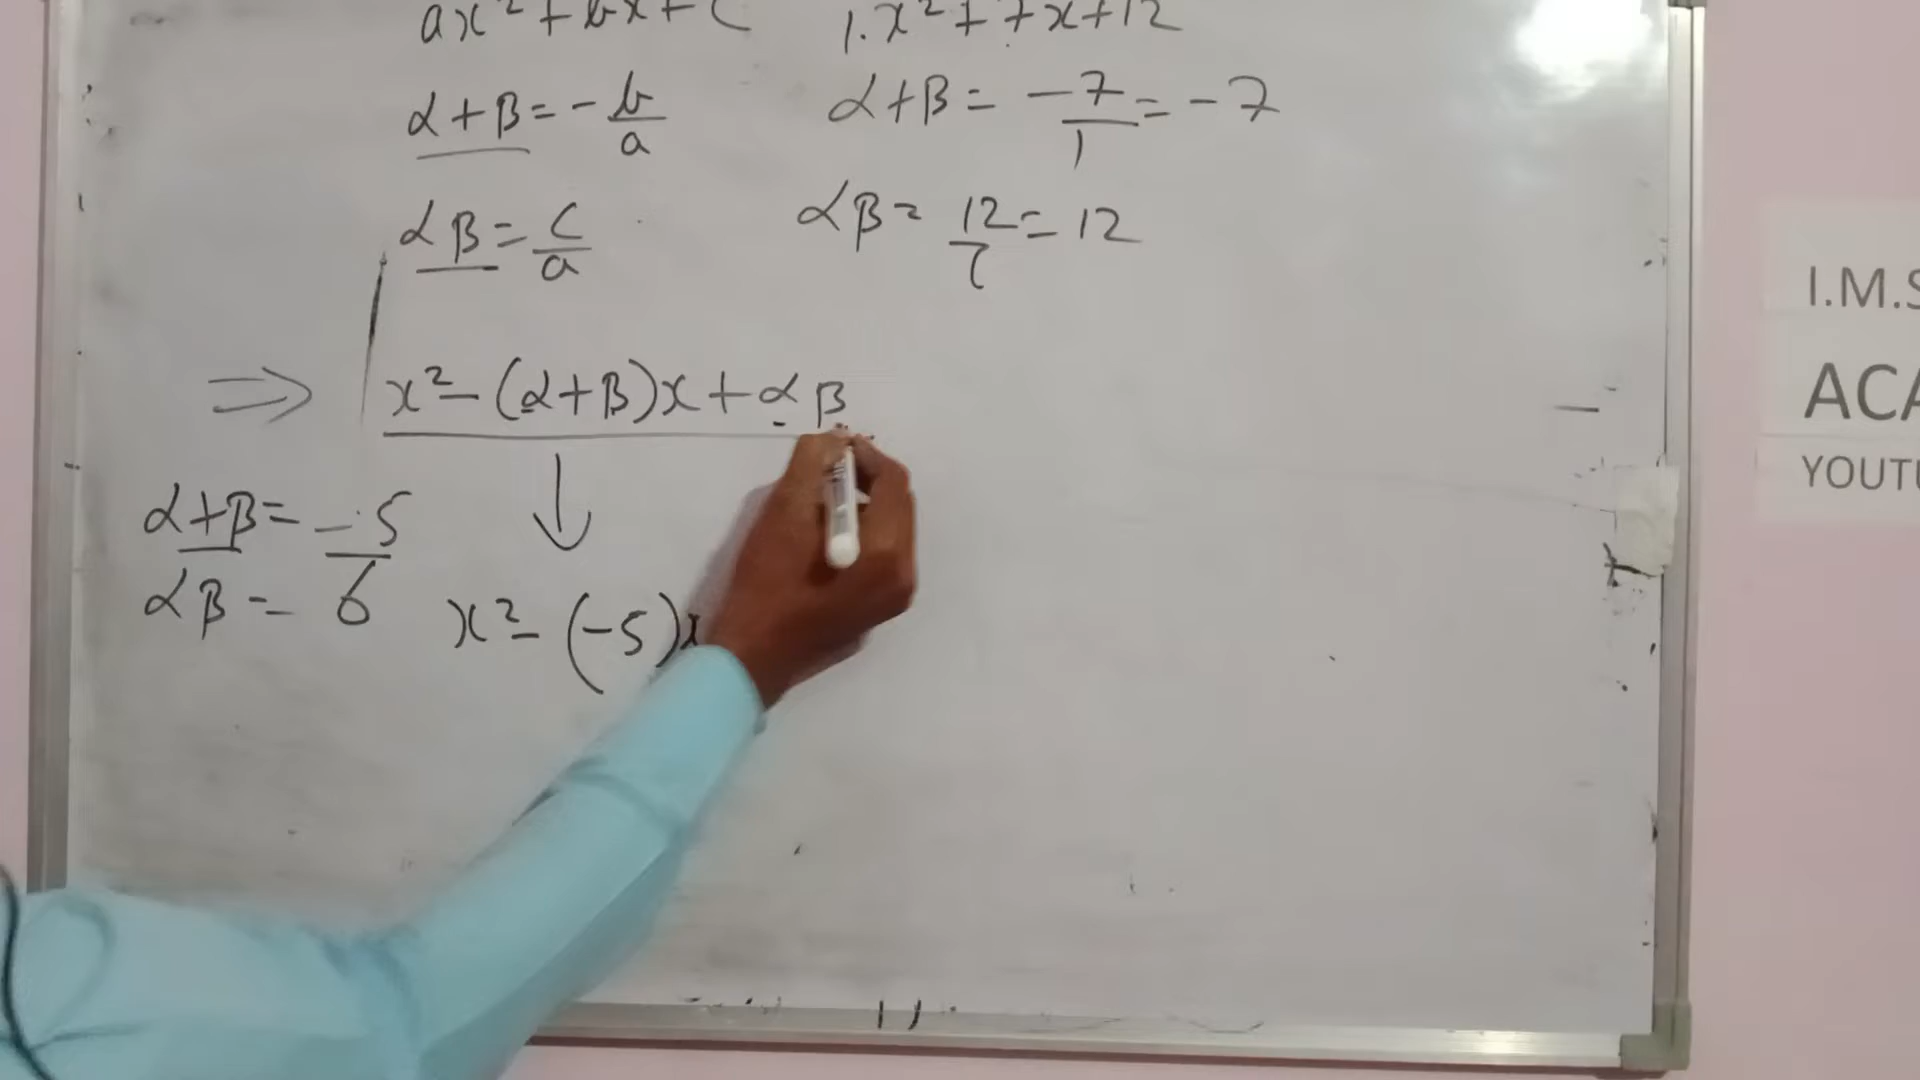 ax² + bx + c
1.x² + 7x + 12
α + β = - b/a
α + β = -7/1 = -7
αβ = c/a
αβ = 12/1 = 12
⇒ x² - (α + β)x + αβ
α + β = -5
αβ = 6
x² - (-5)x
I.M.S
ACA
YOUTU